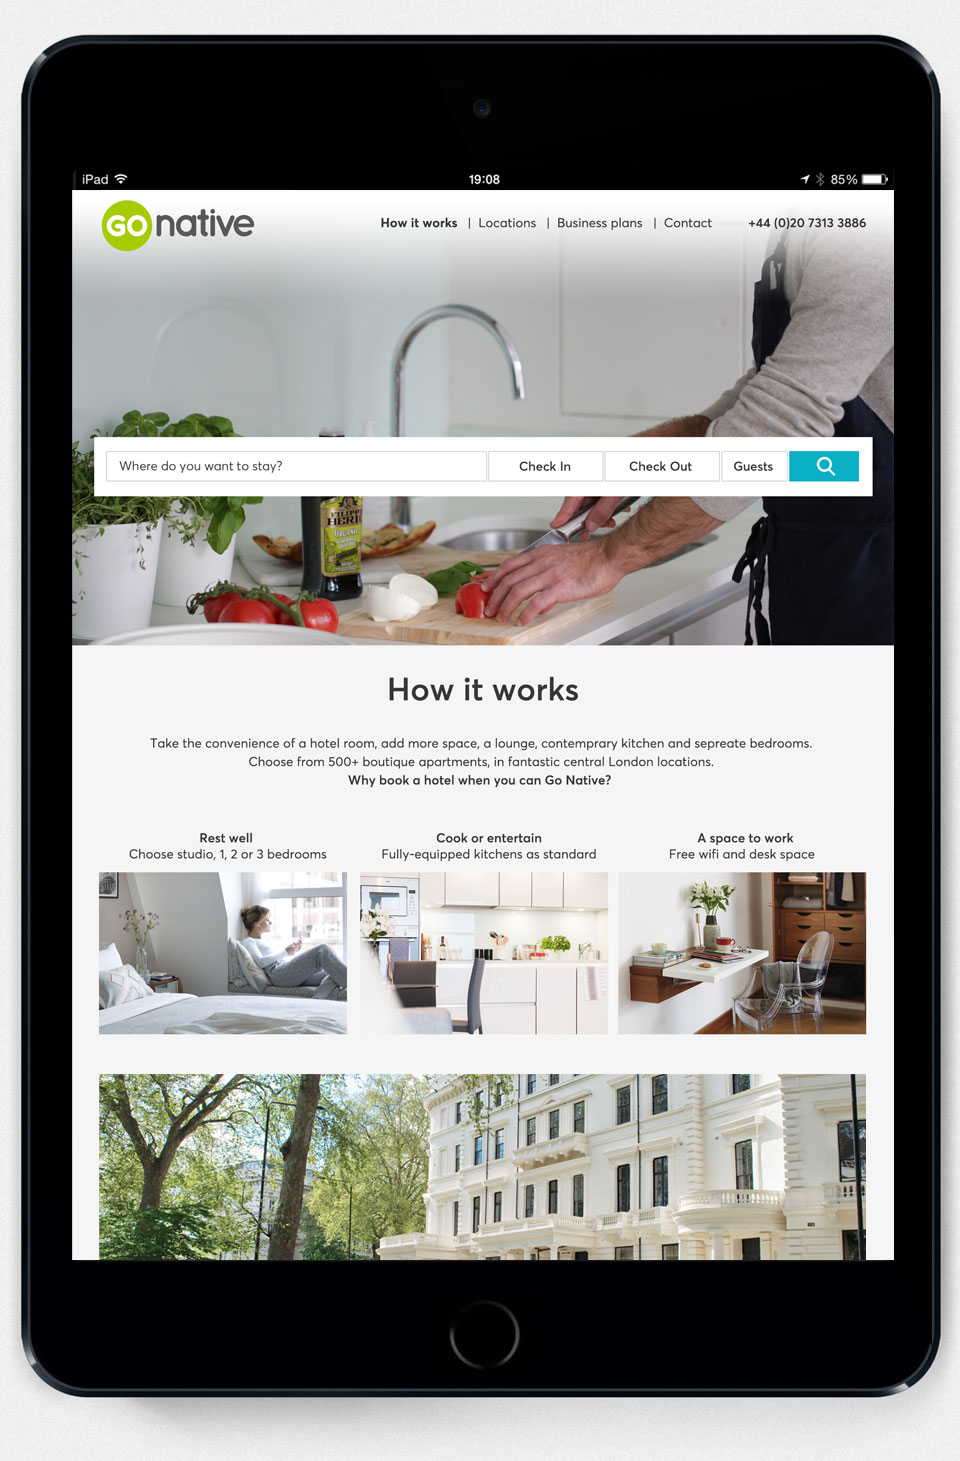 iPad 19:08 85%
GO native How it works | Locations | Business plans | Contact +44 (0)20 7313 3886
Where do you want to stay? Check In Check Out Guests
FILIPPO
BERIO
ORGANIC
How it works
Take the convenience of a hotel room, add more space, a lounge, contemprary kitchen and sepreate bedrooms.
Choose from 500+ boutique apartments, in fantastic central London locations.
Why book a hotel when you can Go Native?
Rest well
Choose studio, 1, 2 or 3 bedrooms
Cook or entertain
Fully-equipped kitchens as standard
A space to work
Free wifi and desk space